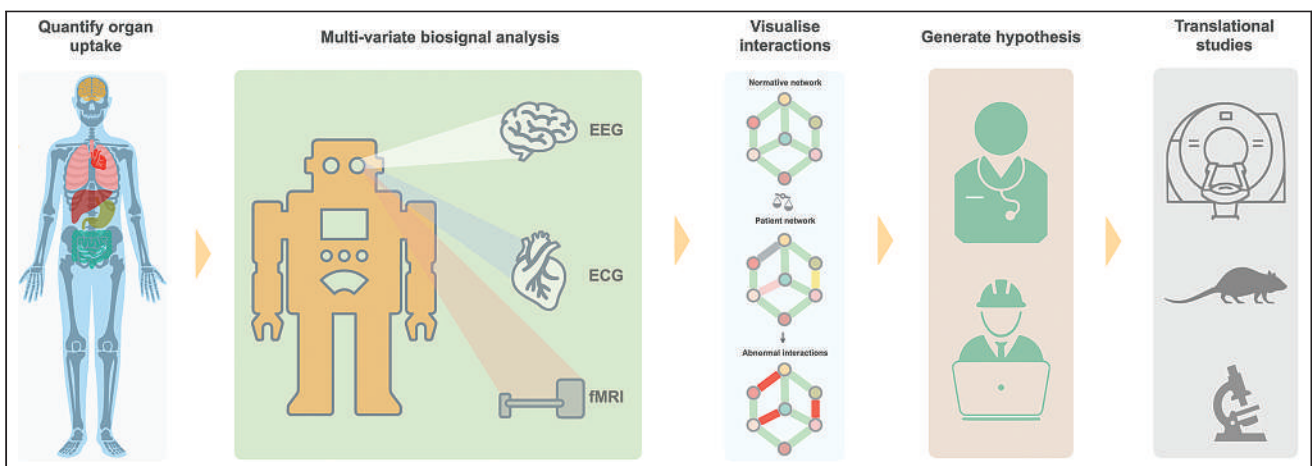 Quantify organ
uptake
Multi-variate biosignal analysis
Visualise
interactions
Generate hypothesis
Translational
studies
Normative network
EEG
Patient network
ECG
Abnormal interactions
fMRI